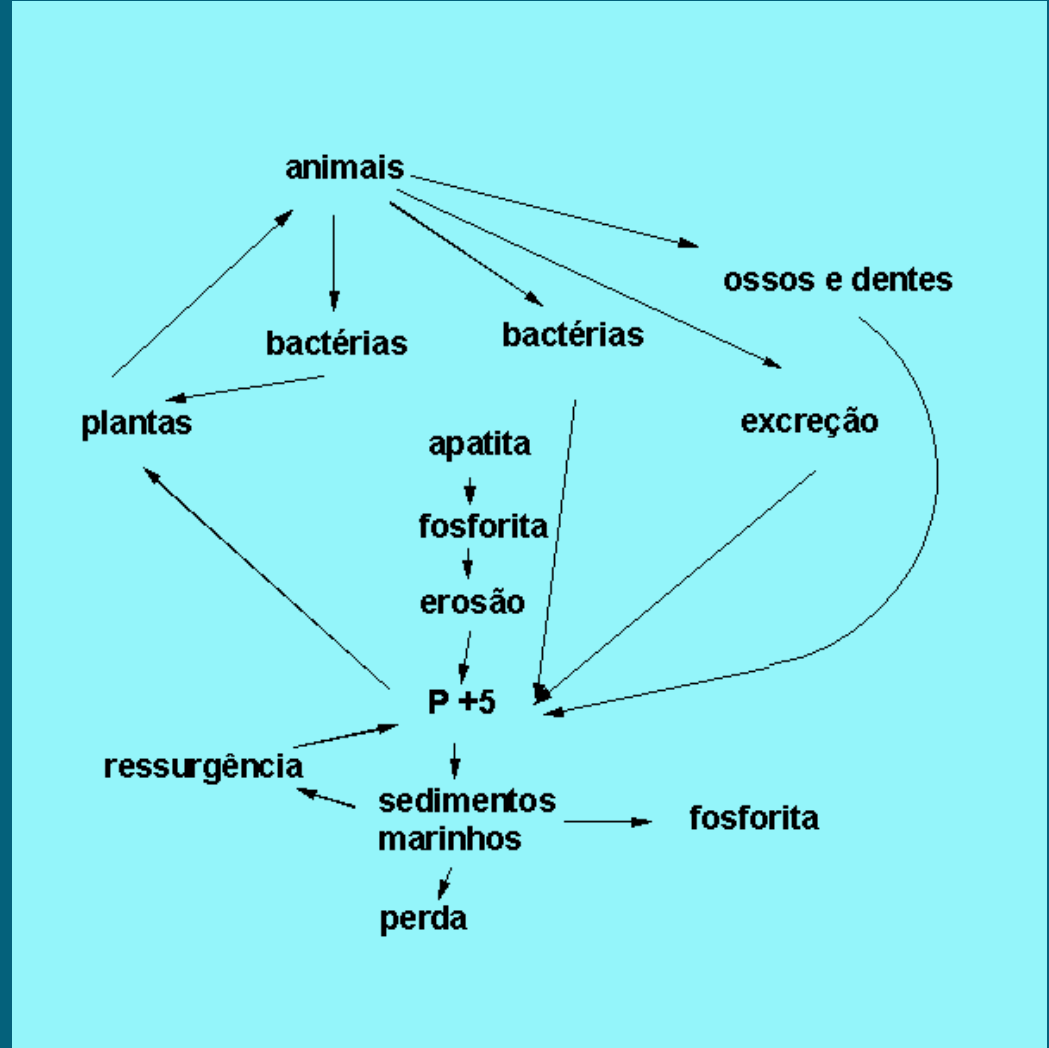 animais
ossos e dentes
bactérias
bactérias
plantas
excreção
apatita
fosforita
erosão
P +5
ressurgência
sedimentos
marinhos
fosforita
perda